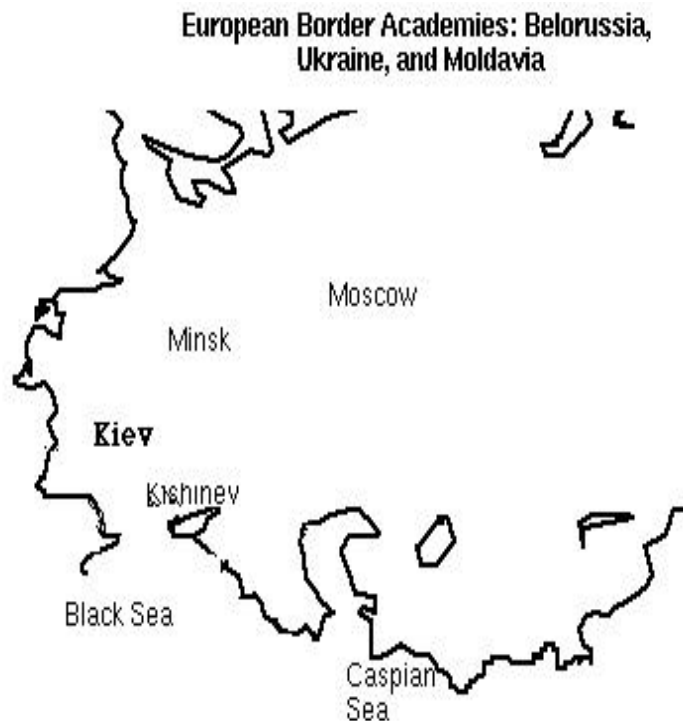 European Border Academies: Belorussia,
Ukraine, and Moldavia
Moscow
Minsk
Kiev
Kishinev
Black Sea
Caspian
Sea